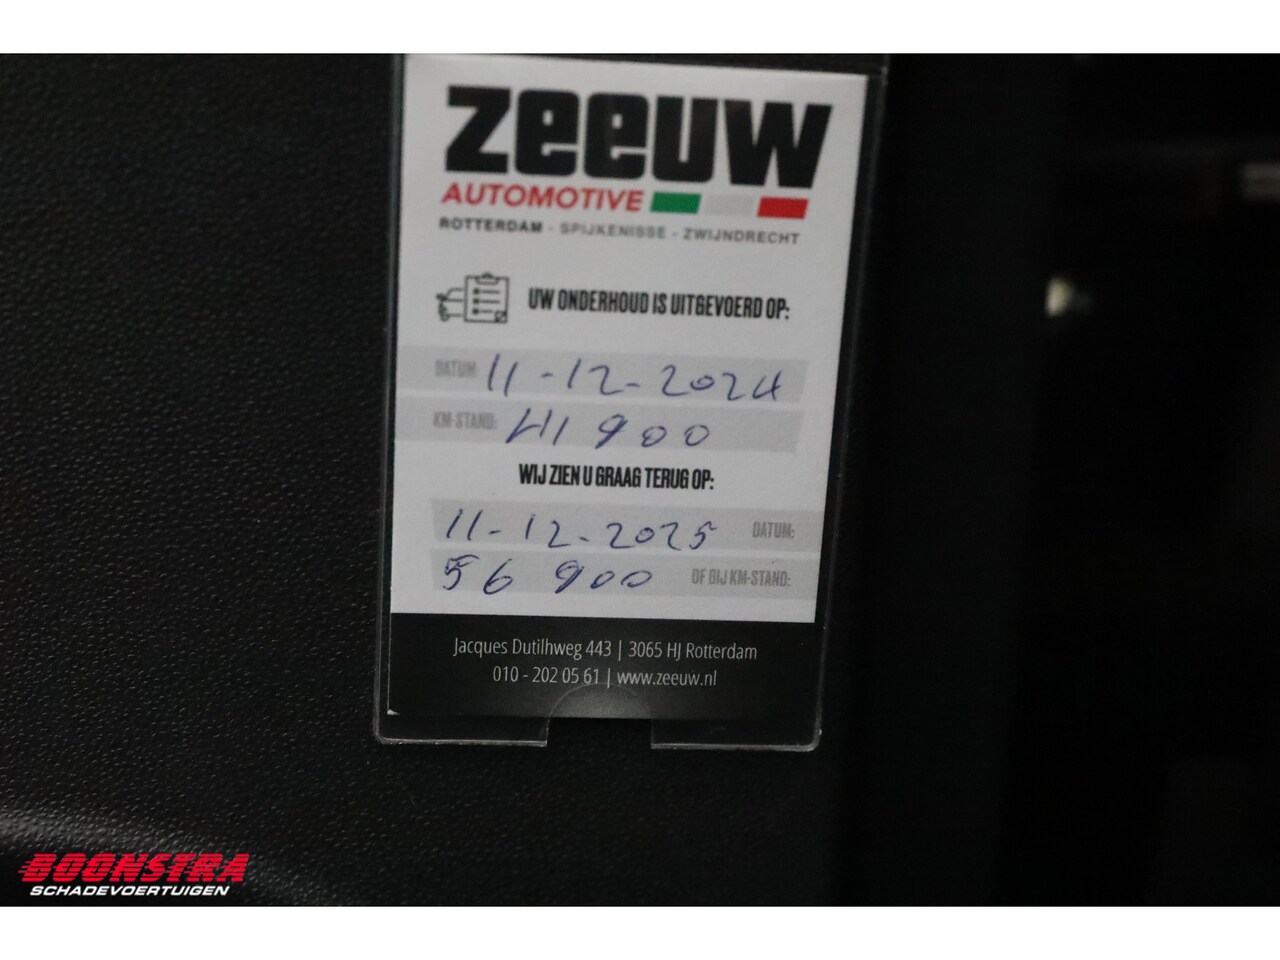 zeeuw
AUTOMOTIVE
ROTTERDAM - SPIJKENISSE - ZWIJNDRECHT
UW ONDERHOUD IS UITGEVOERD OP:
DATUM: 11-12-2024
KM-STAND: 41 900
WIJ ZIEN U GRAAG TERUG OP:
11-12-2025 DATUM:
56 900 OF BIJ KM-STAND:
Jacques Dutilhweg 443 | 3065 HJ Rotterdam
010 - 202 05 61 | www.zeeuw.nl
BOONSTRA
SCHADEVOERTUIGEN